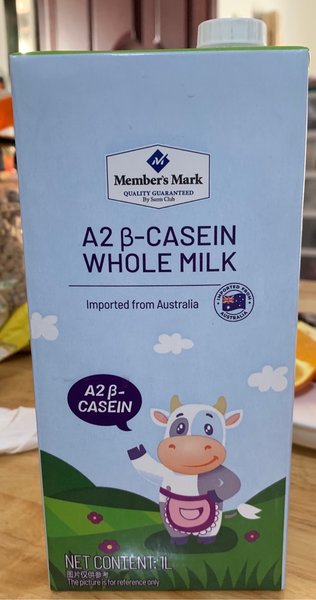 Member's Mark
QUALITY GUARANTEED
By Sam's Club
A2 β-CASEIN
WHOLE MILK
Imported from Australia
IMPORTED FROM
AUSTRALIA
A2 β-
CASEIN
NET CONTENT: 1L
图片仅供参考
The picture is for reference only